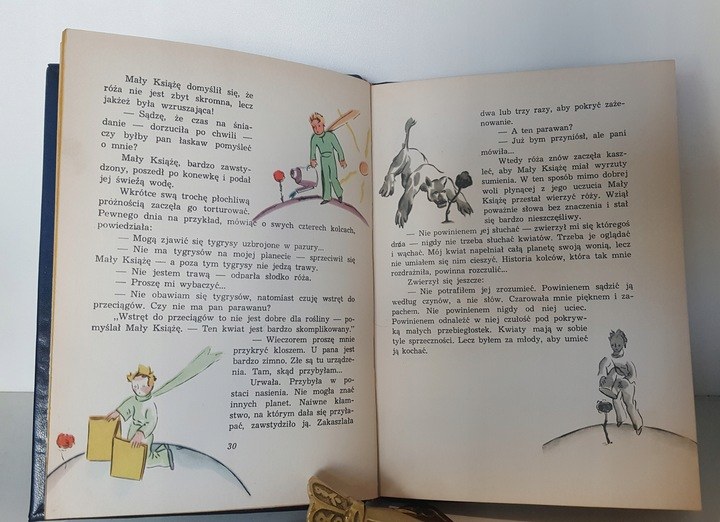 Mały Książę domyślił się, że
róża nie jest zbyt skromna, lecz
jakżeż była wzruszająca!
— Sądzę, że czas na śnia-
danie — dorzuciła po chwili —
czy byłby pan łaskaw pomyśleć
o mnie?
Mały Książę, bardzo zawsty-
dzony, poszedł po konewkę i podał
jej świeżą wodę.
Wkrótce swą trochę płochliwą
próżnością zaczęła go torturować.
Pewnego dnia na przykład, mówiąc o swych czterech kolcach,
powiedziała:
— Mogą zjawić się tygrysy uzbrojone w pazury...
— Nie ma tygrysów na mojej planecie — sprzeciwił się
Mały Książę — a poza tym tygrysy nie jedzą trawy.
— Nie jestem trawą — odparła słodko róża.
— Proszę mi wybaczyć...
— Nie obawiam się tygrysów, natomiast czuję wstręt do
przeciągów. Czy nie ma pan parawanu?
„Wstręt do przeciągów to nie jest dobre dla rośliny — po-
myślał Mały Książę. — Ten kwiat jest bardzo skomplikowany."
— Wieczorem proszę mnie
przykryć kloszem. U pana jest
bardzo zimno. Złe są tu urządze-
nia. Tam, skąd przybyłam...
Urwała. Przybyła w po-
staci nasienia. Nie mogła znać
innych planet. Naiwne kłam-
stwo, na którym dała się przyła-
pać, zawstydziło ją. Zakaszlała
30
dwa lub trzy razy, aby pokryć zaże-
nowanie.
— A ten parawan?
— Już bym przyniósł, ale pani
mówiła...
Wtedy róża znów zaczęła kasz-
leć, aby Mały Książę miał wyrzuty
sumienia. W ten sposób mimo dobrej
woli płynącej z jego uczucia Mały
Książę przestał wierzyć róży. Wziął
poważnie słowa bez znaczenia i stał
się bardzo nieszczęśliwy.
— Nie powinienem jej słuchać — zwierzył mi się któregoś
dnia — nigdy nie trzeba słuchać kwiatów. Trzeba je oglądać
i wąchać. Mój kwiat napełniał całą planetę swoją wonią, lecz
nie umiałem się nim cieszyć. Historia kolców, która tak mnie
rozdrażniła, powinna rozczulić...
Zwierzył się jeszcze:
— Nie potrafiłem jej zrozumieć. Powinienem sądzić ją
według czynów, a nie słów. Czarowała mnie pięknem i za-
pachem. Nie powinienem nigdy od niej uciec.
Powinienem odnaleźć w niej czułość pod pokryw-
ką małych przebiegłostek. Kwiaty mają w sobie
tyle sprzeczności. Lecz byłem za młody, aby umieć
ją kochać.